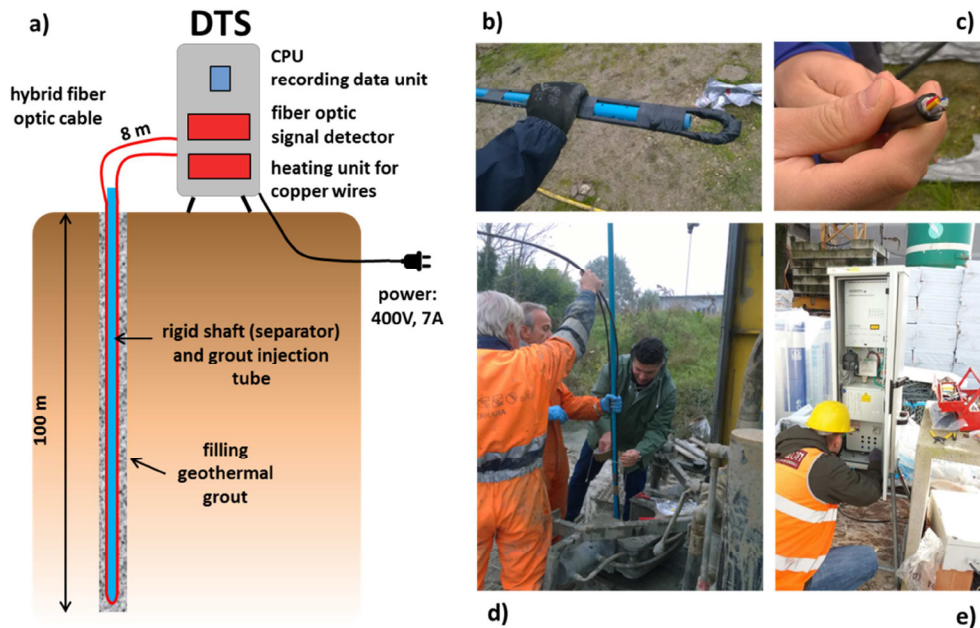 a)
DTS
CPU
recording data unit
hybrid fiber
optic cable
8 m
fiber optic
signal detector
heating unit for
copper wires
power:
400V, 7A
rigid shaft (separator)
and grout injection
tube
100 m
filling
geothermal
grout
b)
c)
d)
e)